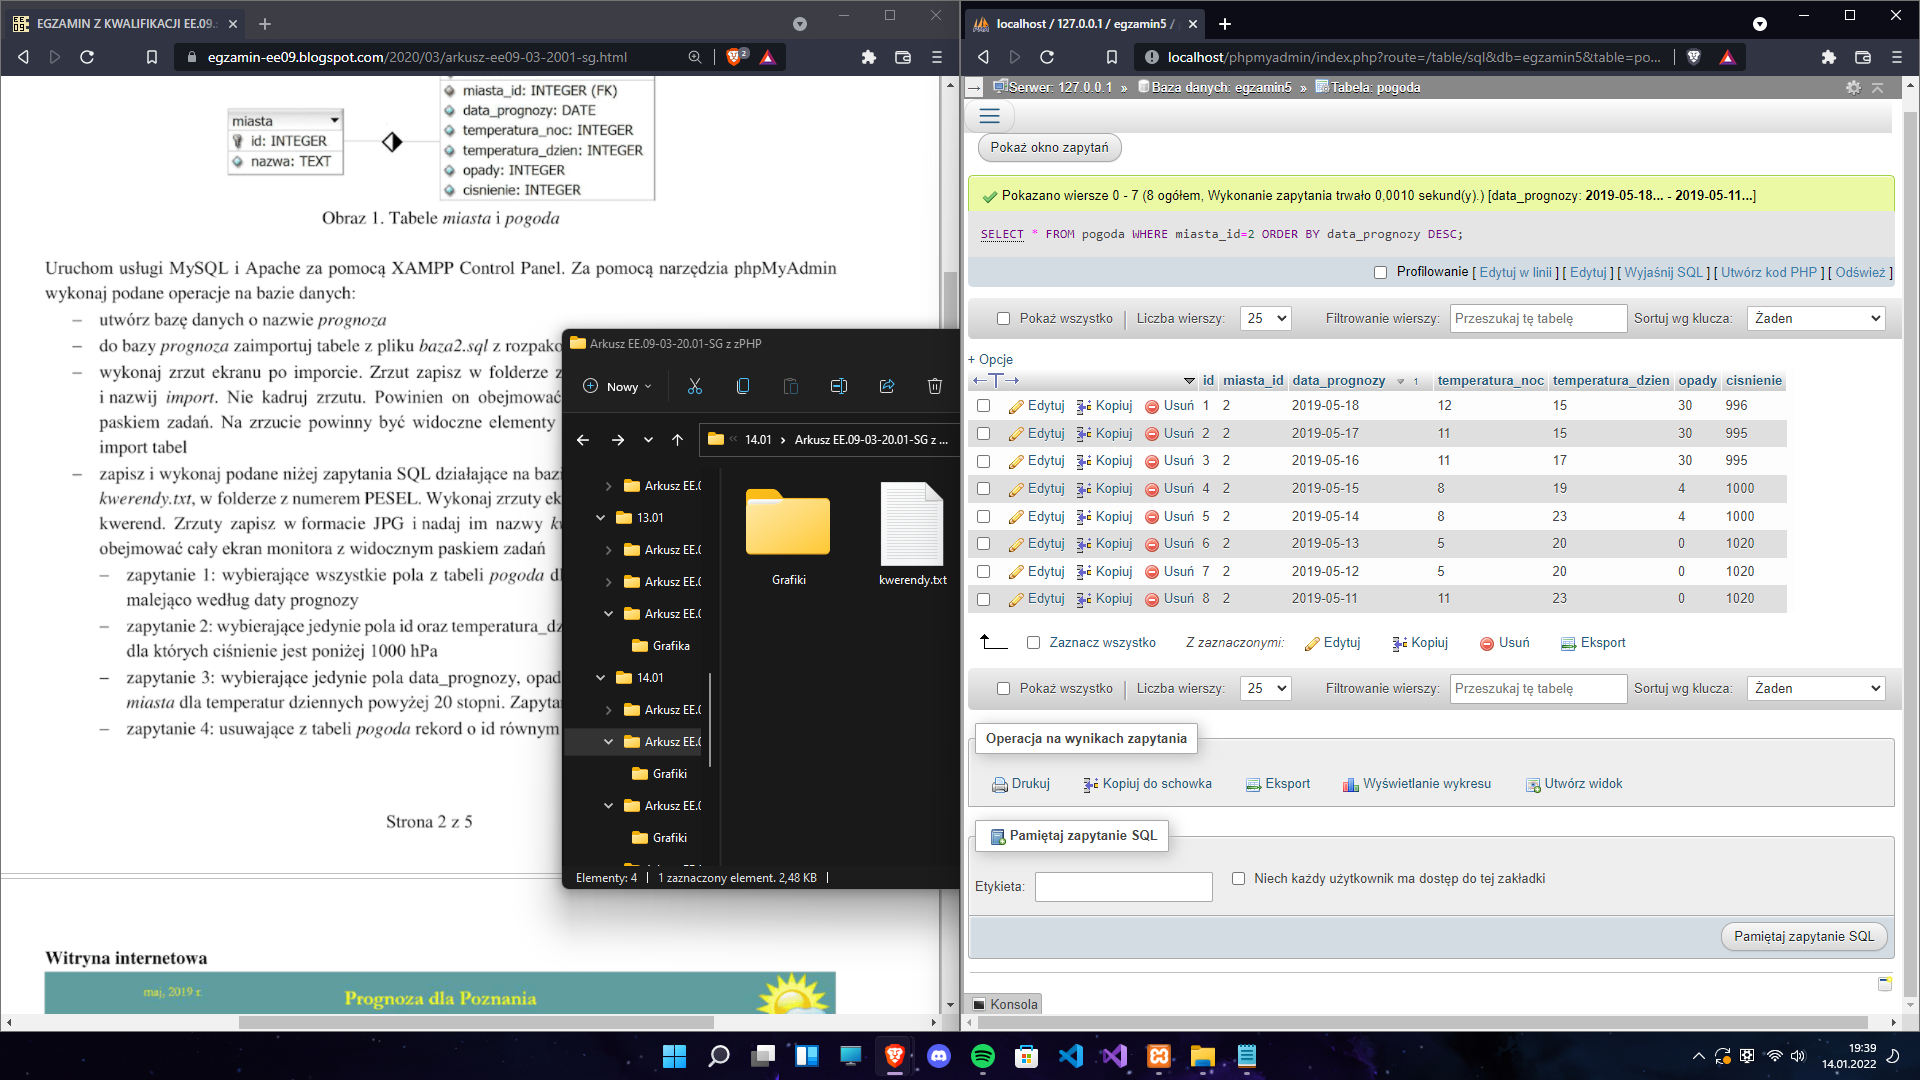 EGZAMIN Z KWALIFIKACJI EE.09.
egzamin-ee09.blogspot.com/2020/03/arkusz-ee09-03-2001-sg.html
2
miasta
id: INTEGER
nazwa: TEXT
miasta_id: INTEGER (FK)
data_prognozy: DATE
temperatura_noc: INTEGER
temperatura_dzien: INTEGER
opady: INTEGER
cisnienie: INTEGER
Obraz 1. Tabele miasta i pogoda
Uruchom usługi MySQL i Apache za pomocą XAMPP Control Panel. Za pomocą narzędzia phpMyAdmin
wykonaj podane operacje na bazie danych:
– utwórz bazę danych o nazwie prognoza
– do bazy prognoza zaimportuj tabele z pliku baza2.sql z rozpako
– wykonaj zrzut ekranu po imporcie. Zrzut zapisz w folderze z
i nazwij import. Nie kadruj zrzutu. Powinien on obejmować
paskiem zadań. Na zrzucie powinny być widoczne elementy
import tabel
– zapisz i wykonaj podane niżej zapytania SQL działające na bazi
kwerendy.txt, w folderze z numerem PESEL. Wykonaj zrzuty ek
kwerend. Zrzuty zapisz w formacie JPG i nadaj im nazwy kw
obejmować cały ekran monitora z widocznym paskiem zadań
– zapytanie 1: wybierające wszystkie pola z tabeli pogoda dl
malejąco według daty prognozy
– zapytanie 2: wybierające jedynie pola id oraz temperatura_dz
dla których ciśnienie jest poniżej 1000 hPa
– zapytanie 3: wybierające jedynie pola data_prognozy, opad
miasta dla temperatur dziennych powyżej 20 stopni. Zapytan
– zapytanie 4: usuwające z tabeli pogoda rekord o id równym
Strona 2 z 5
Witryna internetowa
maj, 2019 r.
Prognoza dla Poznania
Arkusz EE.09-03-20.01-SG z zPHP
Nowy
14.01 › Arkusz EE.09-03-20.01-SG z ...
Arkusz EE.0
13.01
Arkusz EE.0
Arkusz EE.0
Arkusz EE.0
Grafika
14.01
Arkusz EE.0
Arkusz EE.0
Grafiki
Arkusz EE.0
Grafiki
Grafiki
kwerendy.txt
Elementy: 4 | 1 zaznaczony element. 2,48 KB |
localhost / 127.0.0.1 / egzamin5 /
localhost/phpmyadmin/index.php?route=/table/sql&db=egzamin5&table=po...
Serwer: 127.0.0.1 » Baza danych: egzamin5 » Tabela: pogoda
Pokaż okno zapytań
Pokazano wiersze 0 - 7 (8 ogółem, Wykonanie zapytania trwało 0,0010 sekund(y).) [data_prognozy: 2019-05-18... - 2019-05-11...]
SELECT * FROM pogoda WHERE miasta_id=2 ORDER BY data_prognozy DESC;
Profilowanie [ Edytuj w linii ] [ Edytuj ] [ Wyjaśnij SQL ] [ Utwórz kod PHP ] [ Odśwież ]
Pokaż wszystko | Liczba wierszy: 25 Filtrowanie wierszy: Przeszukaj tę tabelę Sortuj wg klucza: Żaden
+ Opcje
←T→ id miasta_id data_prognozy 1 temperatura_noc temperatura_dzien opady cisnienie
Edytuj Kopiuj Usuń 1 2 2019-05-18 12 15 30 996
Edytuj Kopiuj Usuń 2 2 2019-05-17 11 15 30 995
Edytuj Kopiuj Usuń 3 2 2019-05-16 11 17 30 995
Edytuj Kopiuj Usuń 4 2 2019-05-15 8 19 4 1000
Edytuj Kopiuj Usuń 5 2 2019-05-14 8 23 4 1000
Edytuj Kopiuj Usuń 6 2 2019-05-13 5 20 0 1020
Edytuj Kopiuj Usuń 7 2 2019-05-12 5 20 0 1020
Edytuj Kopiuj Usuń 8 2 2019-05-11 11 23 0 1020
Zaznacz wszystko Z zaznaczonymi: Edytuj Kopiuj Usuń Eksport
Pokaż wszystko | Liczba wierszy: 25 Filtrowanie wierszy: Przeszukaj tę tabelę Sortuj wg klucza: Żaden
Operacja na wynikach zapytania
Drukuj Kopiuj do schowka Eksport Wyświetlanie wykresu Utwórz widok
Pamiętaj zapytanie SQL
Etykieta: Niech każdy użytkownik ma dostęp do tej zakładki
Pamiętaj zapytanie SQL
Konsola
19:39
14.01.2022